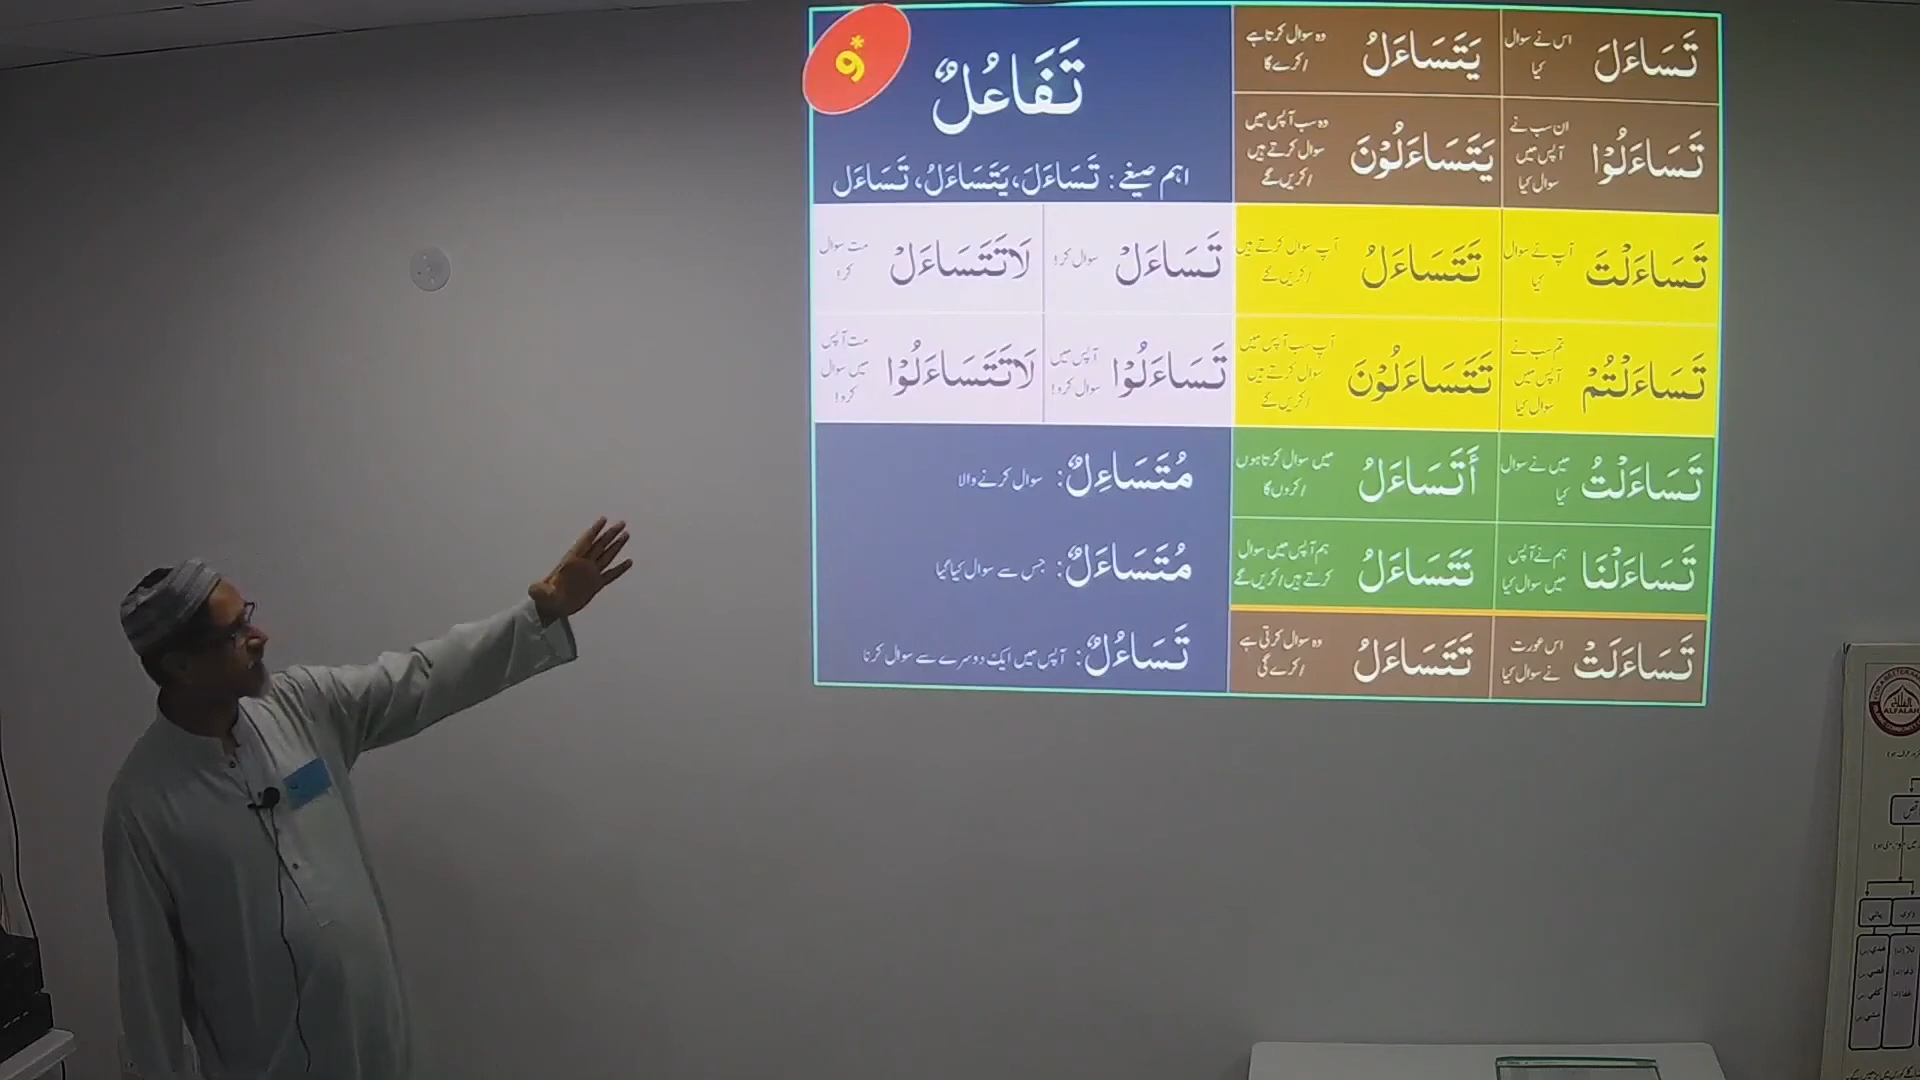 ۹*
تَفَاعُلٌ
اہم صیغے: تَسَاءَلَ، يَتَسَاءَلُ، تَسَاءَل
تَسَاءَلَ
اس نے سوال
کیا
يَتَسَاءَلُ
وہ سوال کرتا ہے
/کرے گا
تَسَاءَلُوْا
ان سب نے
آپس میں
سوال کیا
يَتَسَاءَلُوْنَ
وہ سب آپس میں
سوال کرتے ہیں
/کریں گے
تَسَاءَلْتَ
آپ نے سوال
کیا
تَتَسَاءَلُ
آپ سوال کرتے ہیں
/کریں گے
تَسَاءَلْ
سوال کر!
لَاتَتَسَاءَلْ
مت سوال
کر!
تَسَاءَلْتُمْ
تم سب نے
آپس میں
سوال کیا
تَتَسَاءَلُوْنَ
آپ سب آپس میں
سوال کرتے ہیں
/کریں گے
تَسَاءَلُوْا
آپس میں
سوال کرو!
لَاتَتَسَاءَلُوْا
مت آپس
میں سوال
کرو!
تَسَاءَلْتُ
میں نے سوال
کیا
أَتَسَاءَلُ
میں سوال کرتا ہوں
/کروں گا
تَسَاءَلْنَا
ہم نے آپس
میں سوال کیا
نَتَسَاءَلُ
ہم آپس میں سوال
کرتے ہیں/کریں گے
تَسَاءَلَتْ
اس عورت
نے سوال کیا
تَتَسَاءَلُ
وہ سوال کرتی ہے
/کرے گی
مُتَسَاءِلٌ: سوال کرنے والا
مُتَسَاءَلٌ: جس سے سوال کیا گیا
تَسَاءُلٌ: آپس میں ایک دوسرے سے سوال کرنا
ALFALAH